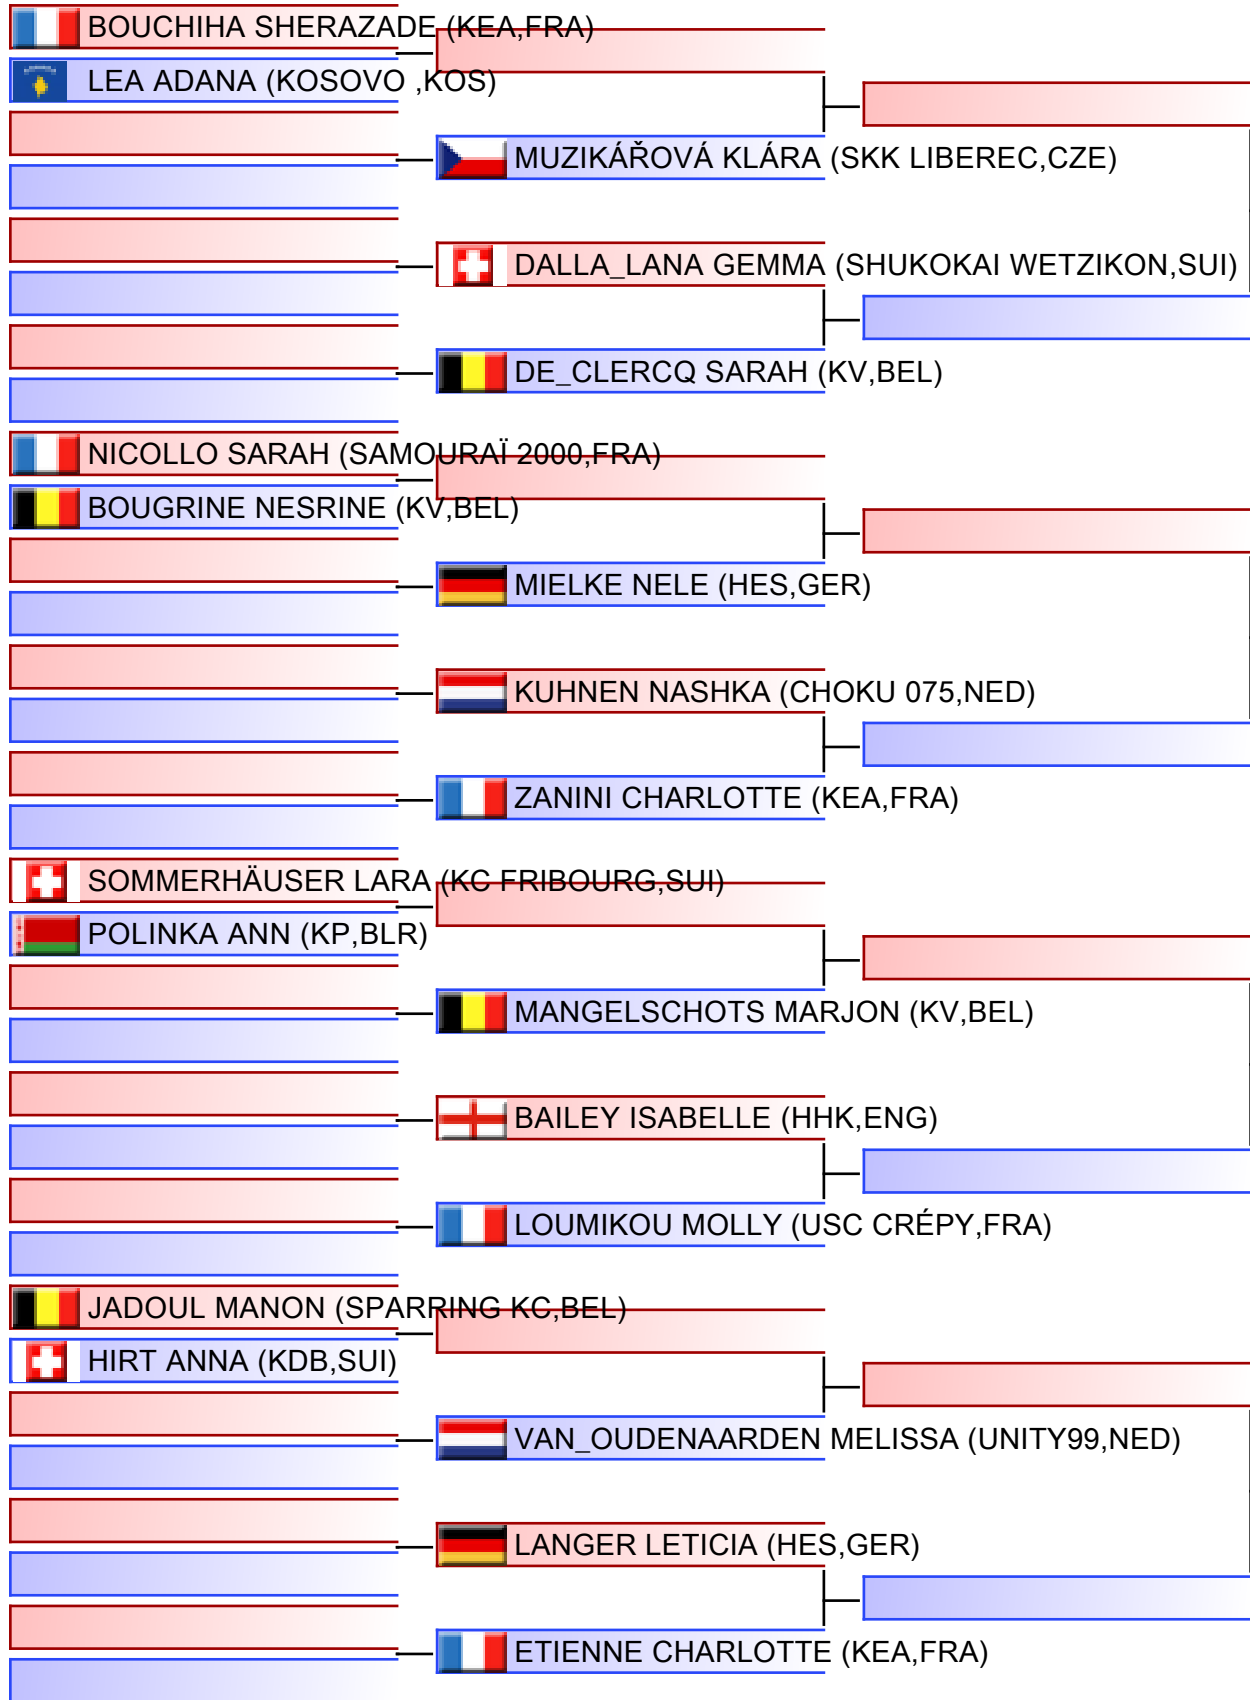 BOUCHIHA SHERAZADE (KEA,FRA)
LEA ADANA (KOSOVO ,KOS)
MUZIKÁŘOVÁ KLÁRA (SKK LIBEREC,CZE)
DALLA_LANA GEMMA (SHUKOKAI WETZIKON,SUI)
DE_CLERCQ SARAH (KV,BEL)
NICOLLO SARAH (SAMOURAÏ 2000,FRA)
BOUGRINE NESRINE (KV,BEL)
MIELKE NELE (HES,GER)
KUHNEN NASHKA (CHOKU 075,NED)
ZANINI CHARLOTTE (KEA,FRA)
SOMMERHÄUSER LARA (KC FRIBOURG,SUI)
POLINKA ANN (KP,BLR)
MANGELSCHOTS MARJON (KV,BEL)
BAILEY ISABELLE (HHK,ENG)
LOUMIKOU MOLLY (USC CRÉPY,FRA)
JADOUL MANON (SPARRING KC,BEL)
HIRT ANNA (KDB,SUI)
VAN_OUDENAARDEN MELISSA (UNITY99,NED)
LANGER LETICIA (HES,GER)
ETIENNE CHARLOTTE (KEA,FRA)